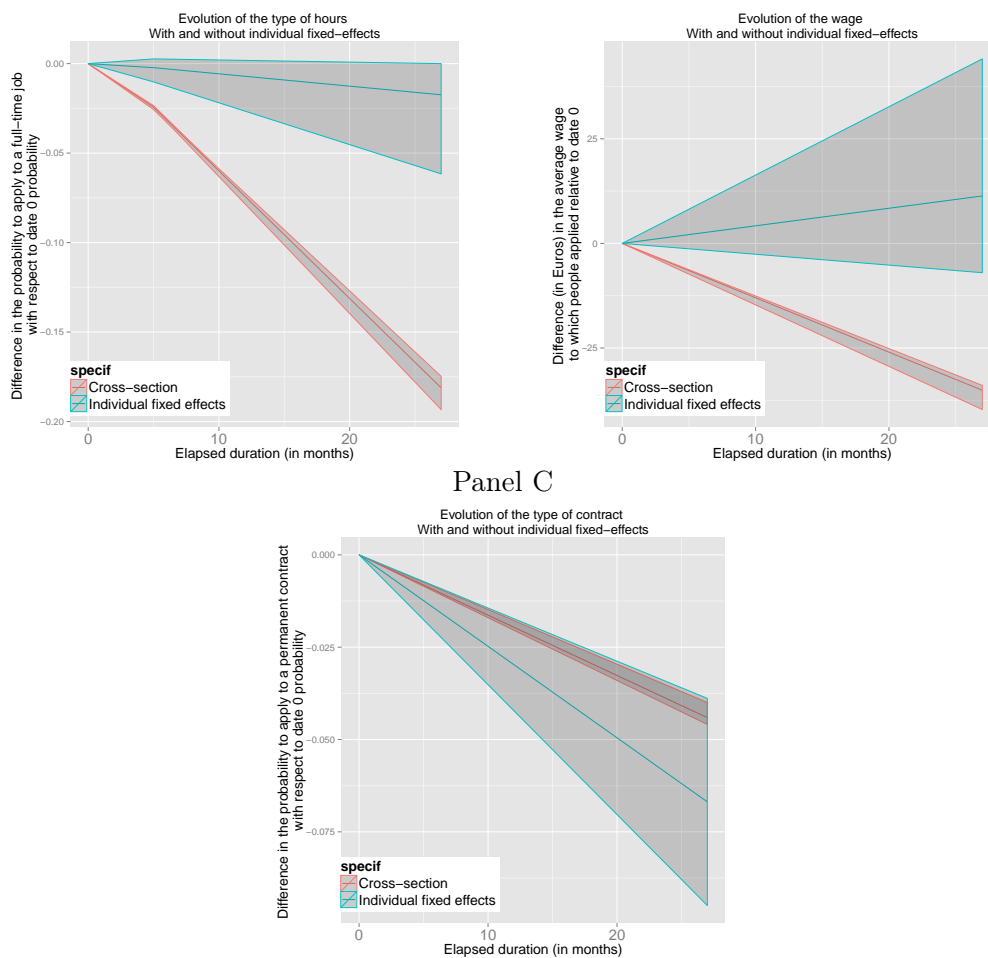 Evolution of the type of hours
With and without individual fixed−effects
Difference in the probability to apply to a full−time job
with respect to date 0 probability
0.00
−0.05
−0.10
−0.15
−0.20
specif
Cross−section
Individual fixed effects
0 10 20
Elapsed duration (in months)
Evolution of the wage
With and without individual fixed−effects
Difference (in Euros) in the average wage
to which people applied relative to date 0
25
0
−25
specif
Cross−section
Individual fixed effects
0 10 20
Elapsed duration (in months)
Panel C
Evolution of the type of contract
With and without individual fixed−effects
Difference in the probability to apply to a permanent contract
with respect to date 0 probability
0.000
−0.025
−0.050
−0.075
specif
Cross−section
Individual fixed effects
0 10 20
Elapsed duration (in months)